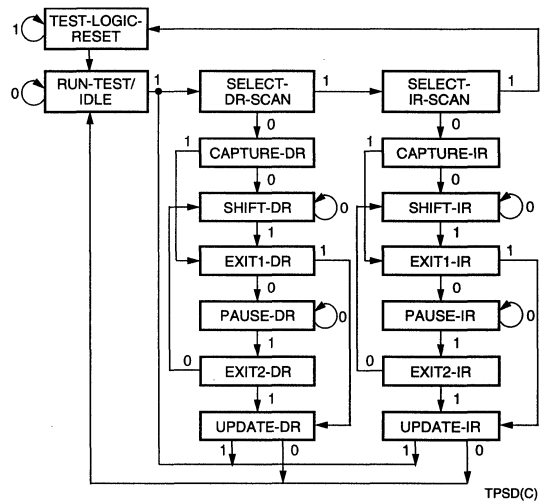 TEST-LOGIC-
RESET
1
RUN-TEST/
IDLE
0
1
SELECT-
DR-SCAN
1
SELECT-
IR-SCAN
1
0
0
1
CAPTURE-DR
1
CAPTURE-IR
0
0
SHIFT-DR
0
SHIFT-IR
0
1
1
EXIT1-DR
1
EXIT1-IR
1
0
0
PAUSE-DR
0
PAUSE-IR
0
1
1
0
EXIT2-DR
0
EXIT2-IR
1
1
UPDATE-DR
UPDATE-IR
1
0
1
0
TPSD(C)